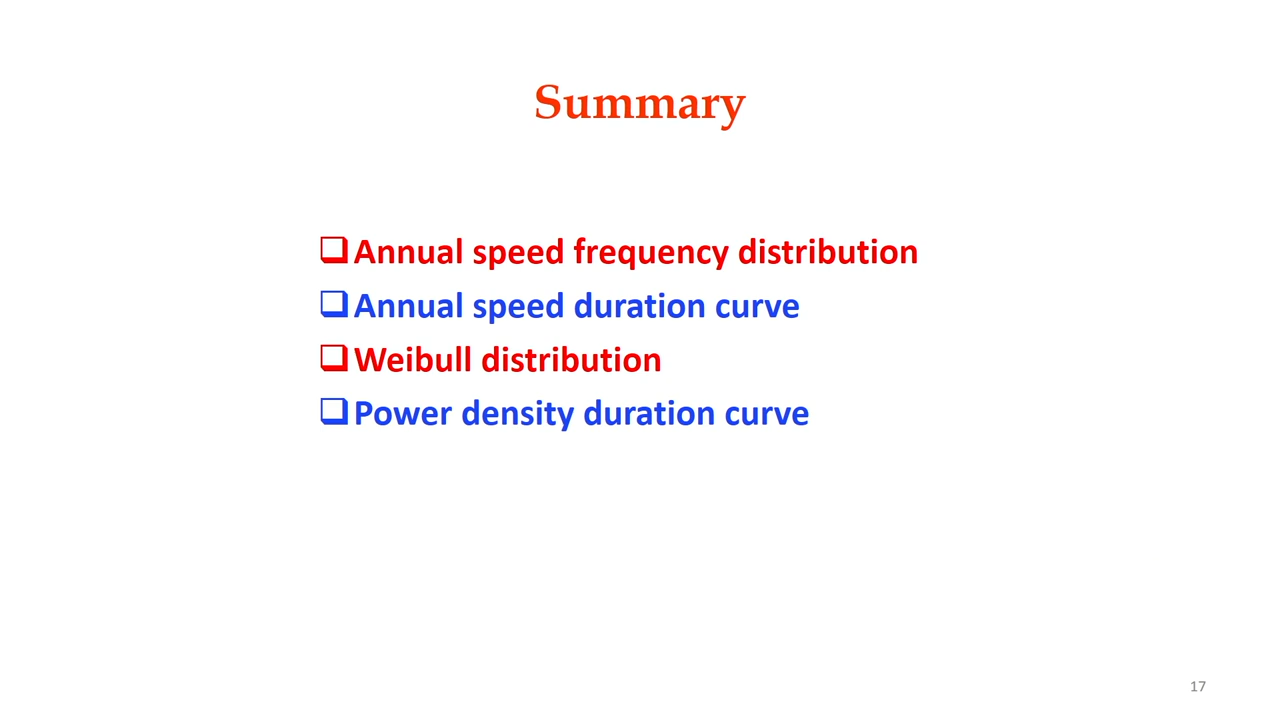 Summary
❑Annual speed frequency distribution
❑Annual speed duration curve
❑Weibull distribution
❑Power density duration curve
17